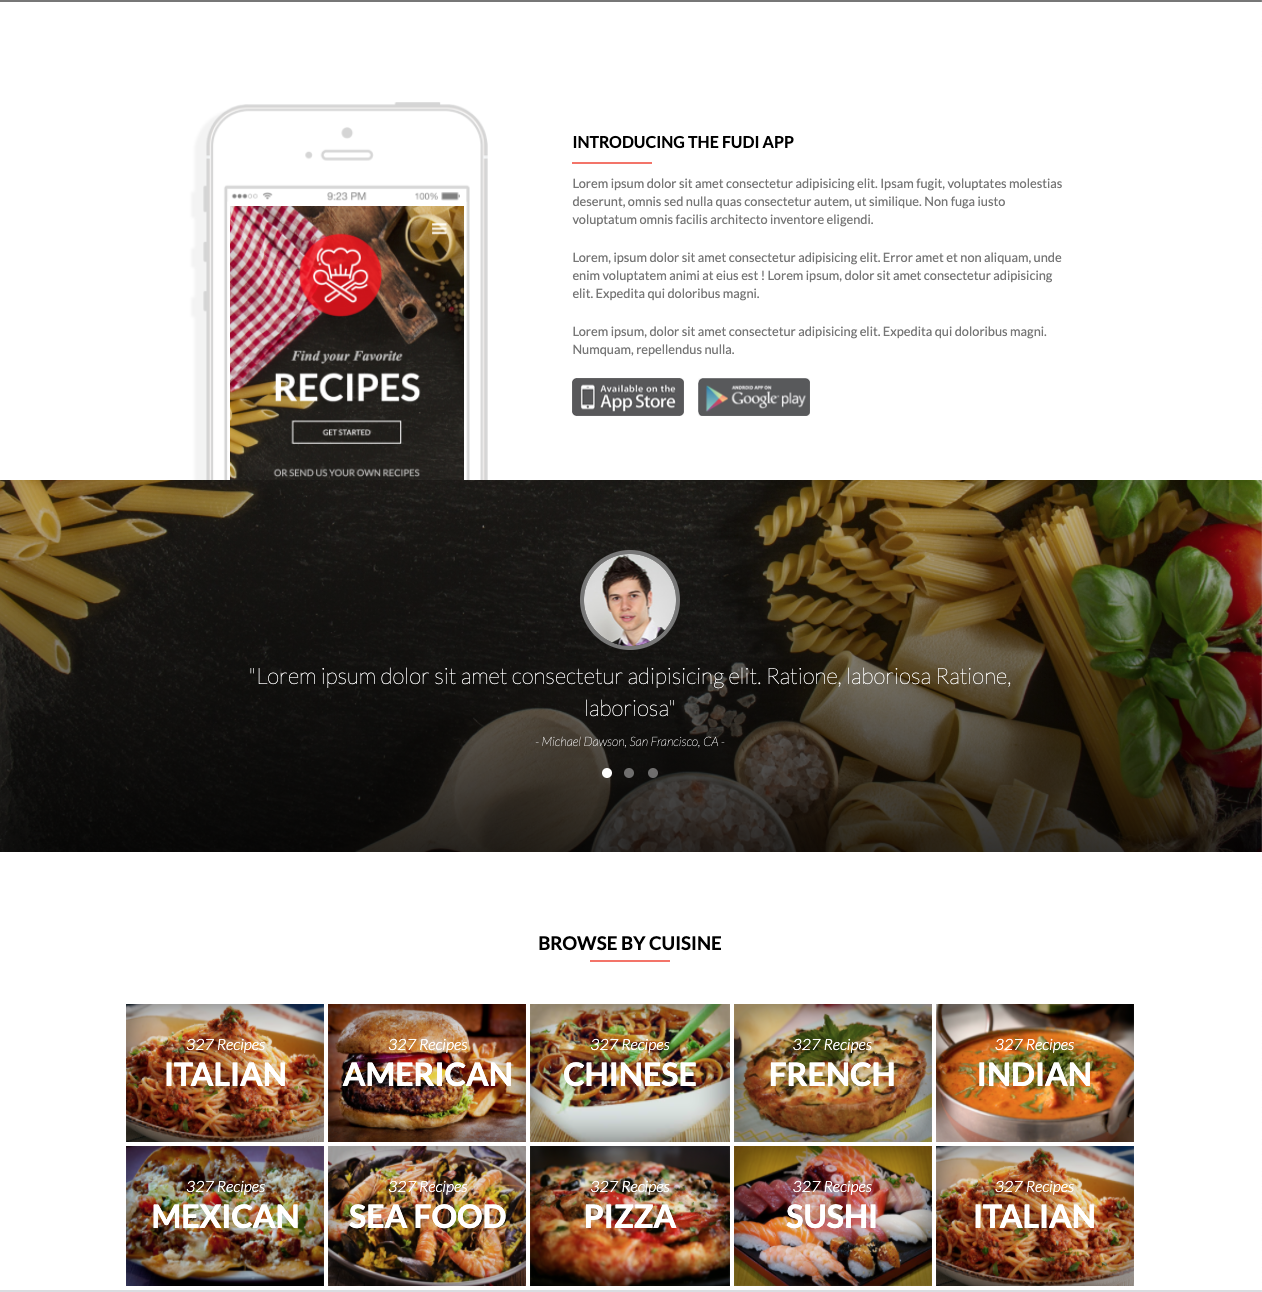 9:23 PM
100%
Find your Favorite
RECIPES
GET STARTED
OR SEND US YOUR OWN RECIPES
INTRODUCING THE FUDI APP
Lorem ipsum dolor sit amet consectetur adipisicing elit. Ipsam fugit, voluptates molestias
deserunt, omnis sed nulla quas consectetur autem, ut similique. Non fuga iusto
voluptatum omnis facilis architecto inventore eligendi.
Lorem, ipsum dolor sit amet consectetur adipisicing elit. Error amet et non aliquam, unde
enim voluptatem animi at eius est ! Lorem ipsum, dolor sit amet consectetur adipisicing
elit. Expedita qui doloribus magni.
Lorem ipsum, dolor sit amet consectetur adipisicing elit. Expedita qui doloribus magni.
Numquam, repellendus nulla.
Available on the
App Store
ANDROID APP ON
Google play
"Lorem ipsum dolor sit amet consectetur adipisicing elit. Ratione, laboriosa Ratione,
laboriosa"
- Michael Dawson, San Francisco, CA -
BROWSE BY CUISINE
327 Recipes
ITALIAN
327 Recipes
AMERICAN
327 Recipes
CHINESE
327 Recipes
FRENCH
327 Recipes
INDIAN
327 Recipes
MEXICAN
327 Recipes
SEA FOOD
327 Recipes
PIZZA
327 Recipes
SUSHI
327 Recipes
ITALIAN